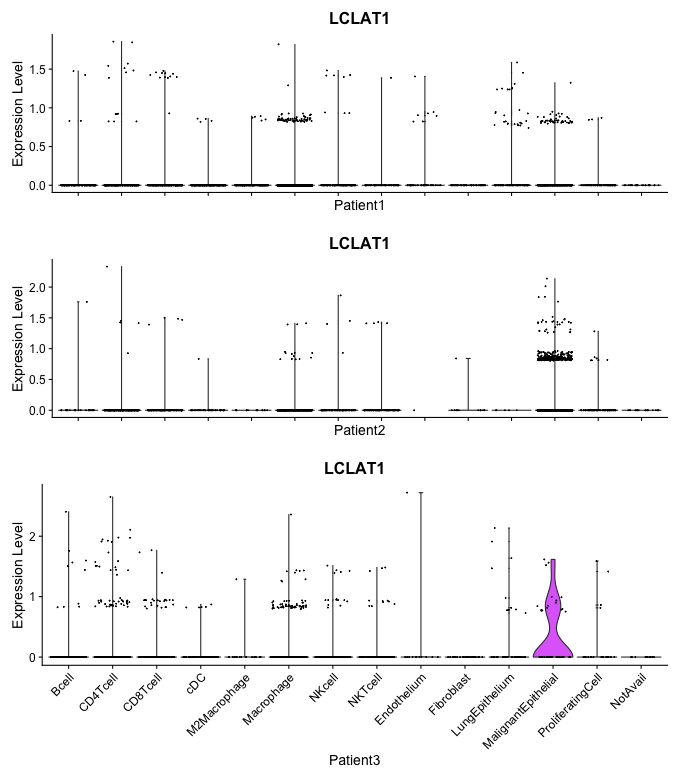 LCLAT1
Expression Level
1.5
1.0
0.5
0.0
Patient1
LCLAT1
Expression Level
2.0
1.5
1.0
0.5
0.0
Patient2
LCLAT1
Expression Level
2
1
0
Bcell
CD4Tcell
CD8Tcell
cDC
M2Macrophage
Macrophage
NKcell
NKTcell
Endothelium
Fibroblast
LungEpithelium
MalignantEpithelial
ProliferatingCell
NotAvail
Patient3